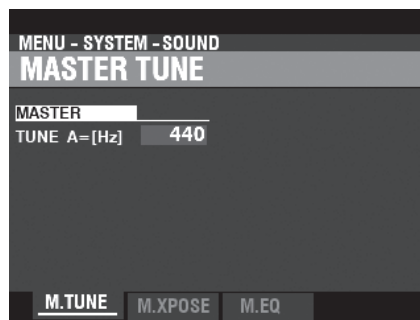 MENU - SYSTEM - SOUND
MASTER TUNE
MASTER
TUNE A=[Hz] 440
M.TUNE M.XPOSE M.EQ